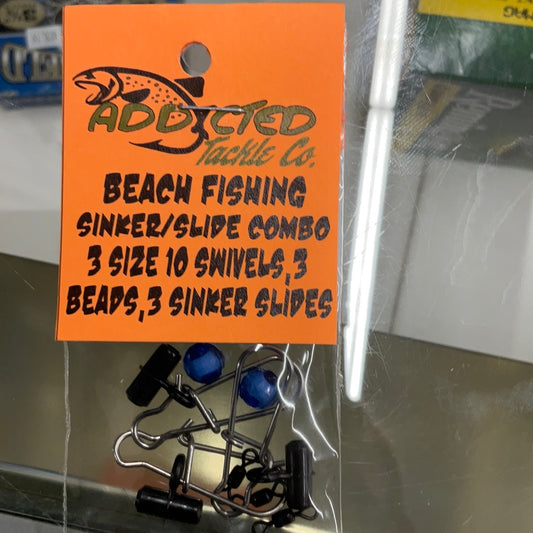 ADDICTED
Tackle Co.
BEACH FISHING
SINKER/SLIDE COMBO
3 SIZE 10 SWIVELS,3
BEADS,3 SINKER SLIDES